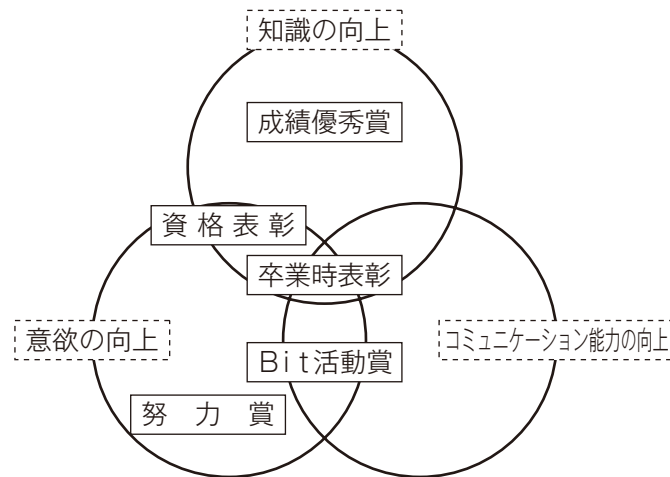 知識の向上
成績優秀賞
資格表彰
卒業時表彰
意欲の向上
コミュニケーション能力の向上
Bit活動賞
努力賞